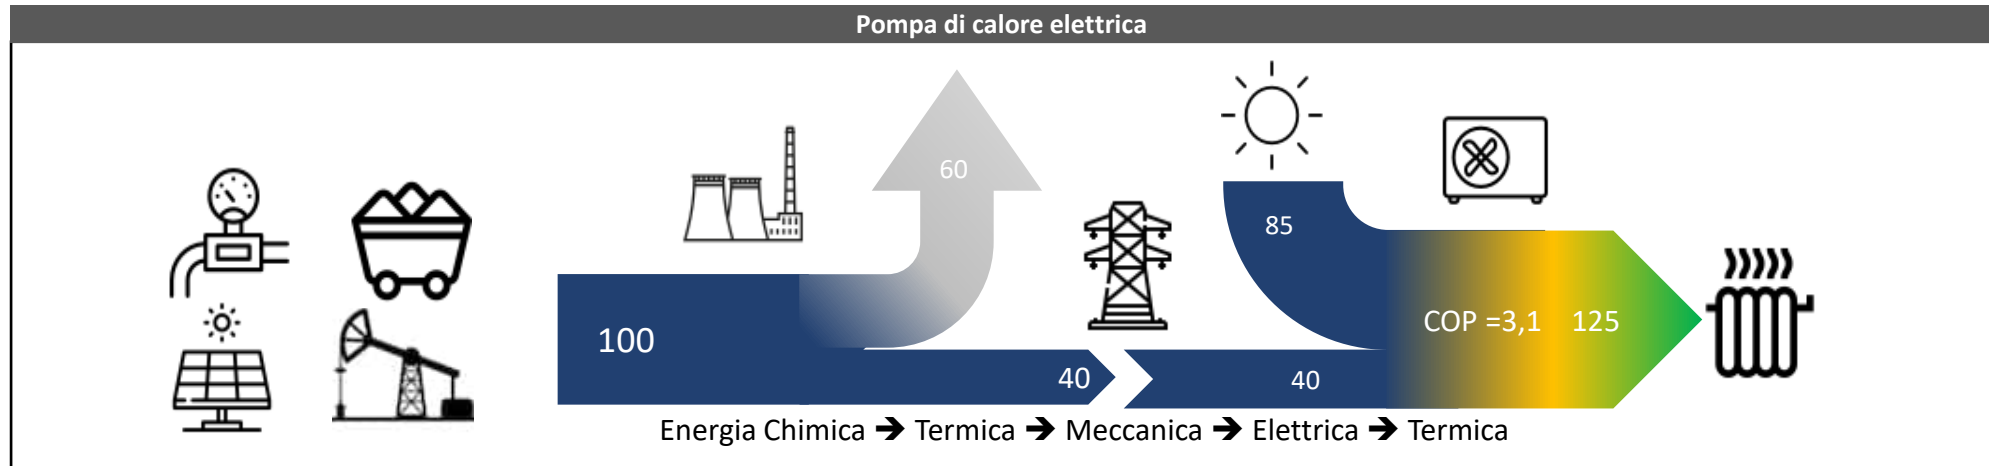 Pompa di calore elettrica
60
85
100
COP =3,1
125
40
40
Energia Chimica ➔ Termica ➔ Meccanica ➔ Elettrica ➔ Termica